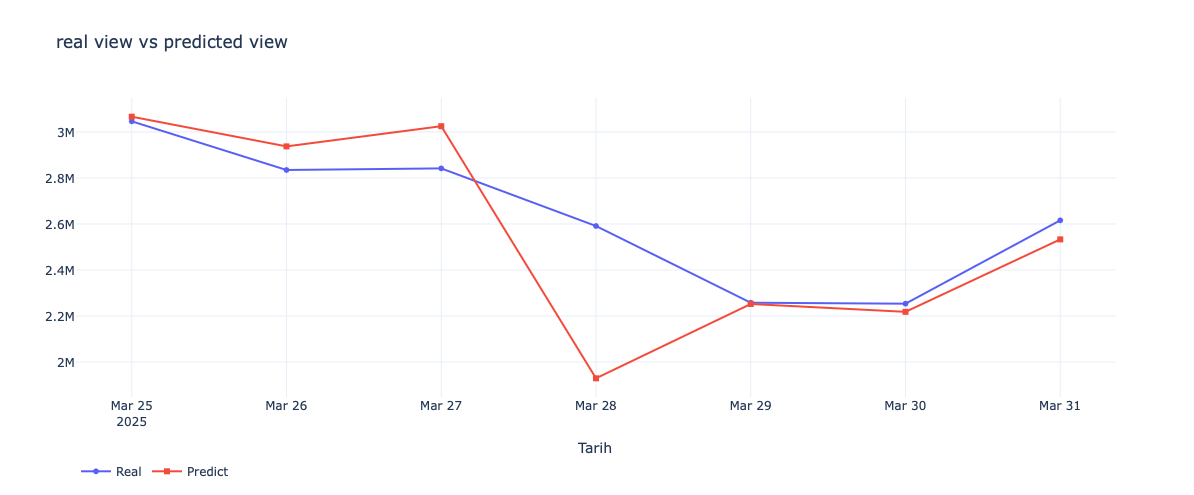 real view vs predicted view
3M
2.8M
2.6M
2.4M
2.2M
2M
Mar 25 Mar 26 Mar 27 Mar 28 Mar 29 Mar 30 Mar 31
2025
Tarih
Real Predict